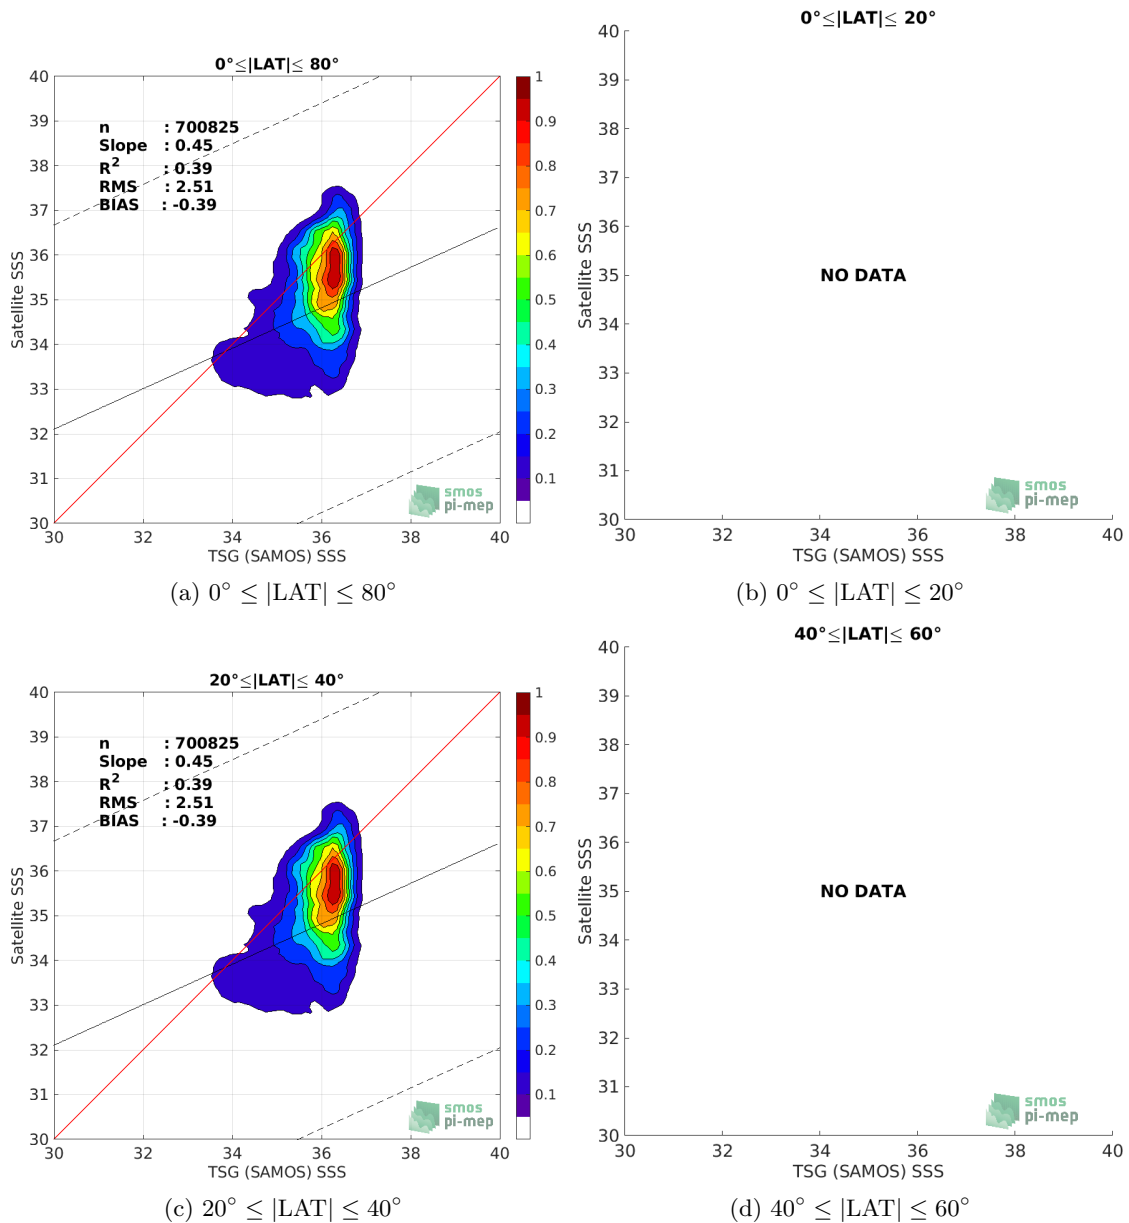 0°≤|LAT|≤ 80°
40
39
38
37
36
35
34
33
32
31
30
Satellite SSS
n : 700825
Slope : 0.45
R2 : 0.39
RMS : 2.51
BIAS : -0.39
1
0.9
0.8
0.7
0.6
0.5
0.4
0.3
0.2
0.1
smos
pi-mep
30 32 34 36 38 40
TSG (SAMOS) SSS
(a) 0° ≤ |LAT| ≤ 80°
0°≤|LAT|≤ 20°
40
39
38
37
36
35
34
33
32
31
30
Satellite SSS
NO DATA
smos
pi-mep
30 32 34 36 38 40
TSG (SAMOS) SSS
(b) 0° ≤ |LAT| ≤ 20°
20°≤|LAT|≤ 40°
40
39
38
37
36
35
34
33
32
31
30
Satellite SSS
n : 700825
Slope : 0.45
R2 : 0.39
RMS : 2.51
BIAS : -0.39
1
0.9
0.8
0.7
0.6
0.5
0.4
0.3
0.2
0.1
smos
pi-mep
30 32 34 36 38 40
TSG (SAMOS) SSS
(c) 20° ≤ |LAT| ≤ 40°
40°≤|LAT|≤ 60°
40
39
38
37
36
35
34
33
32
31
30
Satellite SSS
NO DATA
smos
pi-mep
30 32 34 36 38 40
TSG (SAMOS) SSS
(d) 40° ≤ |LAT| ≤ 60°